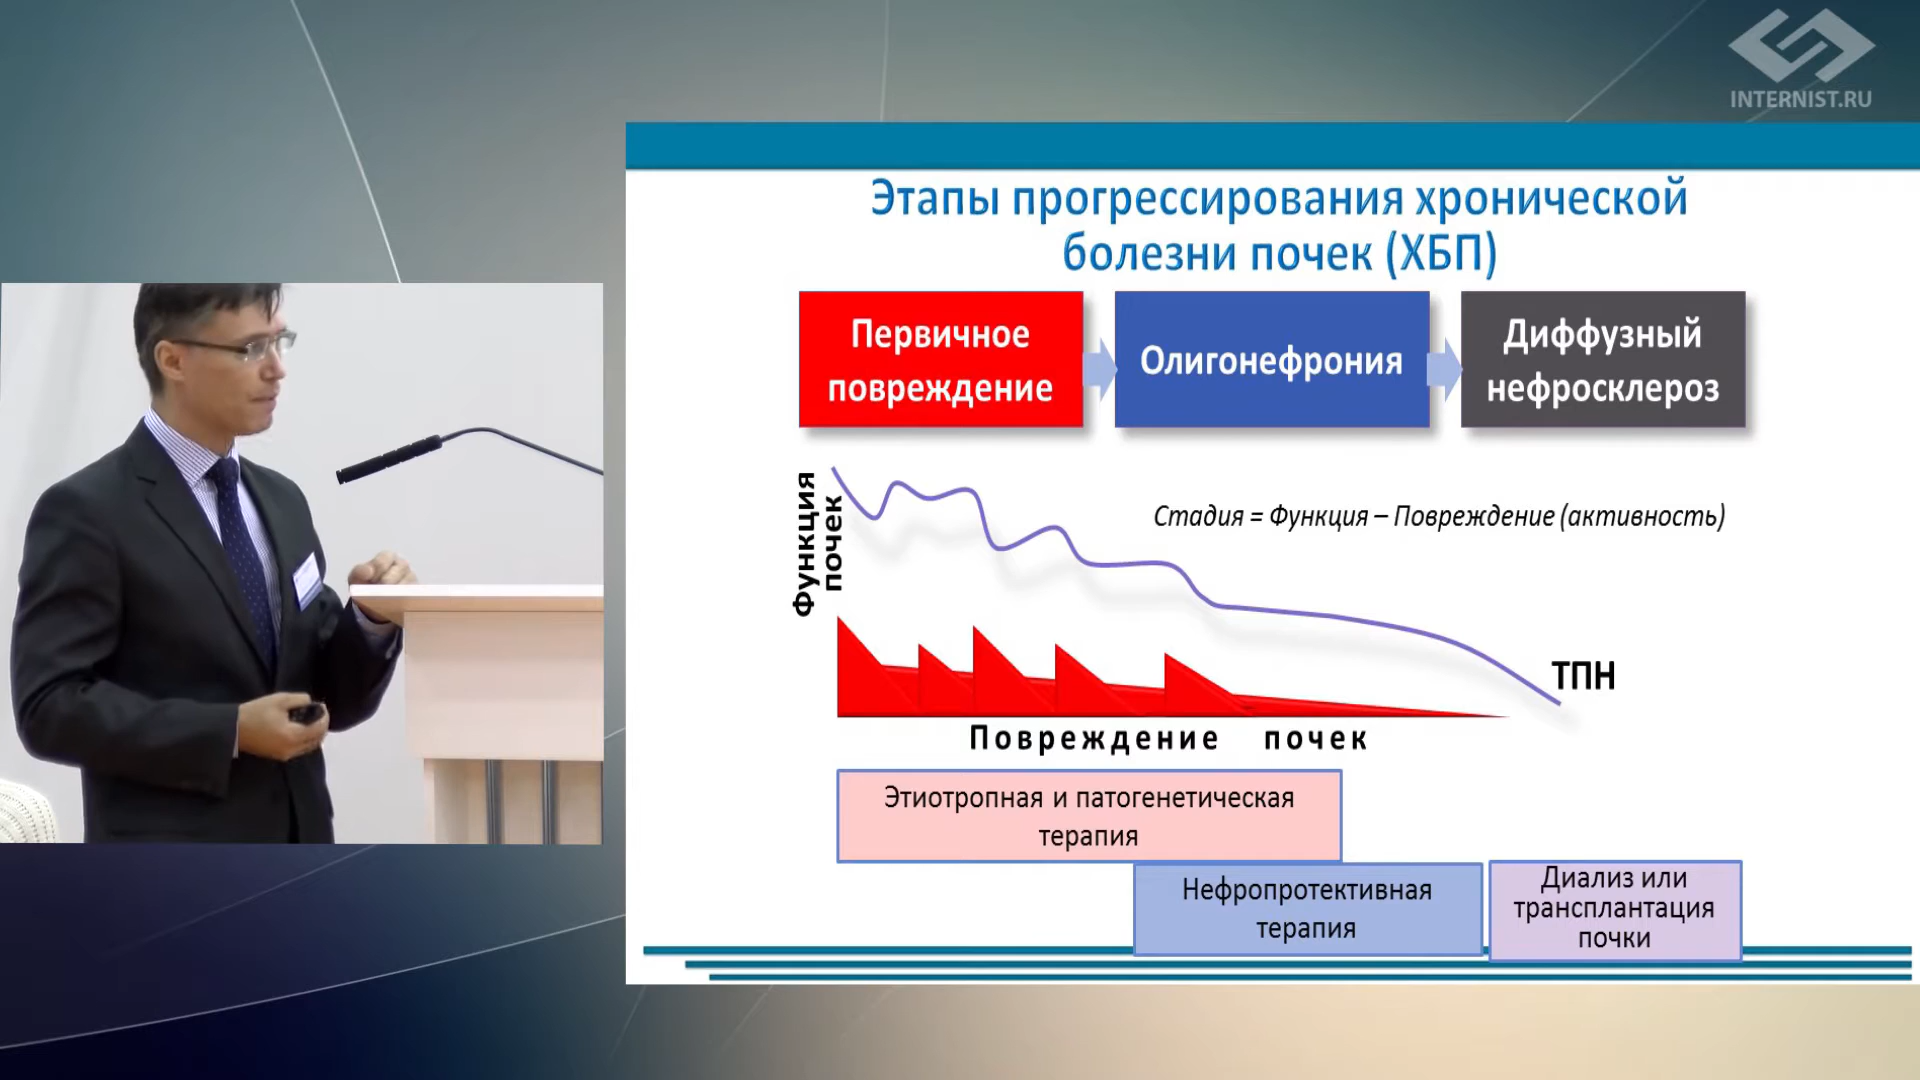 INTERNIST.RU
Этапы прогрессирования хронической
болезни почек (ХБП)
Первичное
повреждение
Олигонефрония
Диффузный
нефросклероз
Функция
почек
Стадия = Функция – Повреждение (активность)
ТПН
Повреждение почек
Этиотропная и патогенетическая
терапия
Нефропротективная
терапия
Диализ или
трансплантация
почки